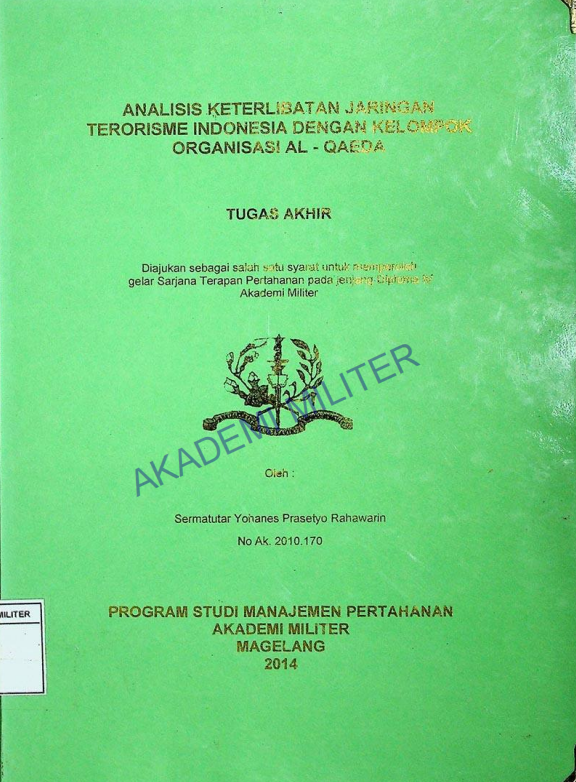 ANALISIS KETERLIBATAN JARINGAN
TERORISME INDONESIA DENGAN KELOMPOK
ORGANISASI AL - QAEDA
TUGAS AKHIR
Diajukan sebagai salah satu syarat untuk memperoleh
gelar Sarjana Terapan Pertahanan pada jenjang Diploma IV
Akademi Militer
AKADEMI MILITER
Oleh :
Sermatutar Yohanes Prasetyo Rahawarin
No Ak. 2010.170
MILITER
PROGRAM STUDI MANAJEMEN PERTAHANAN
AKADEMI MILITER
MAGELANG
2014